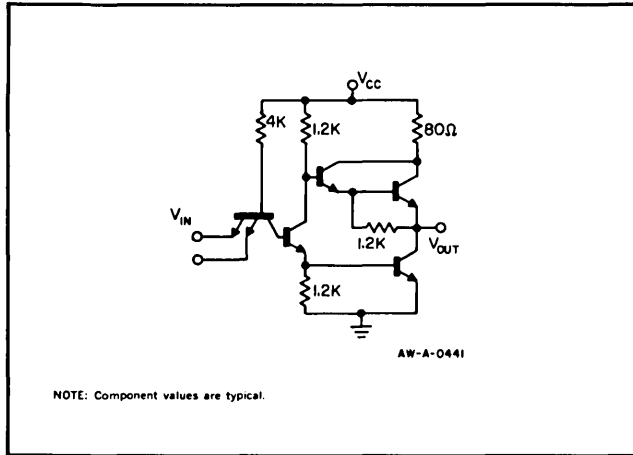 VCC
4K
1.2K
80Ω
VIN
1.2K
VOUT
1.2K
AW-A-0441
NOTE: Component values are typical.